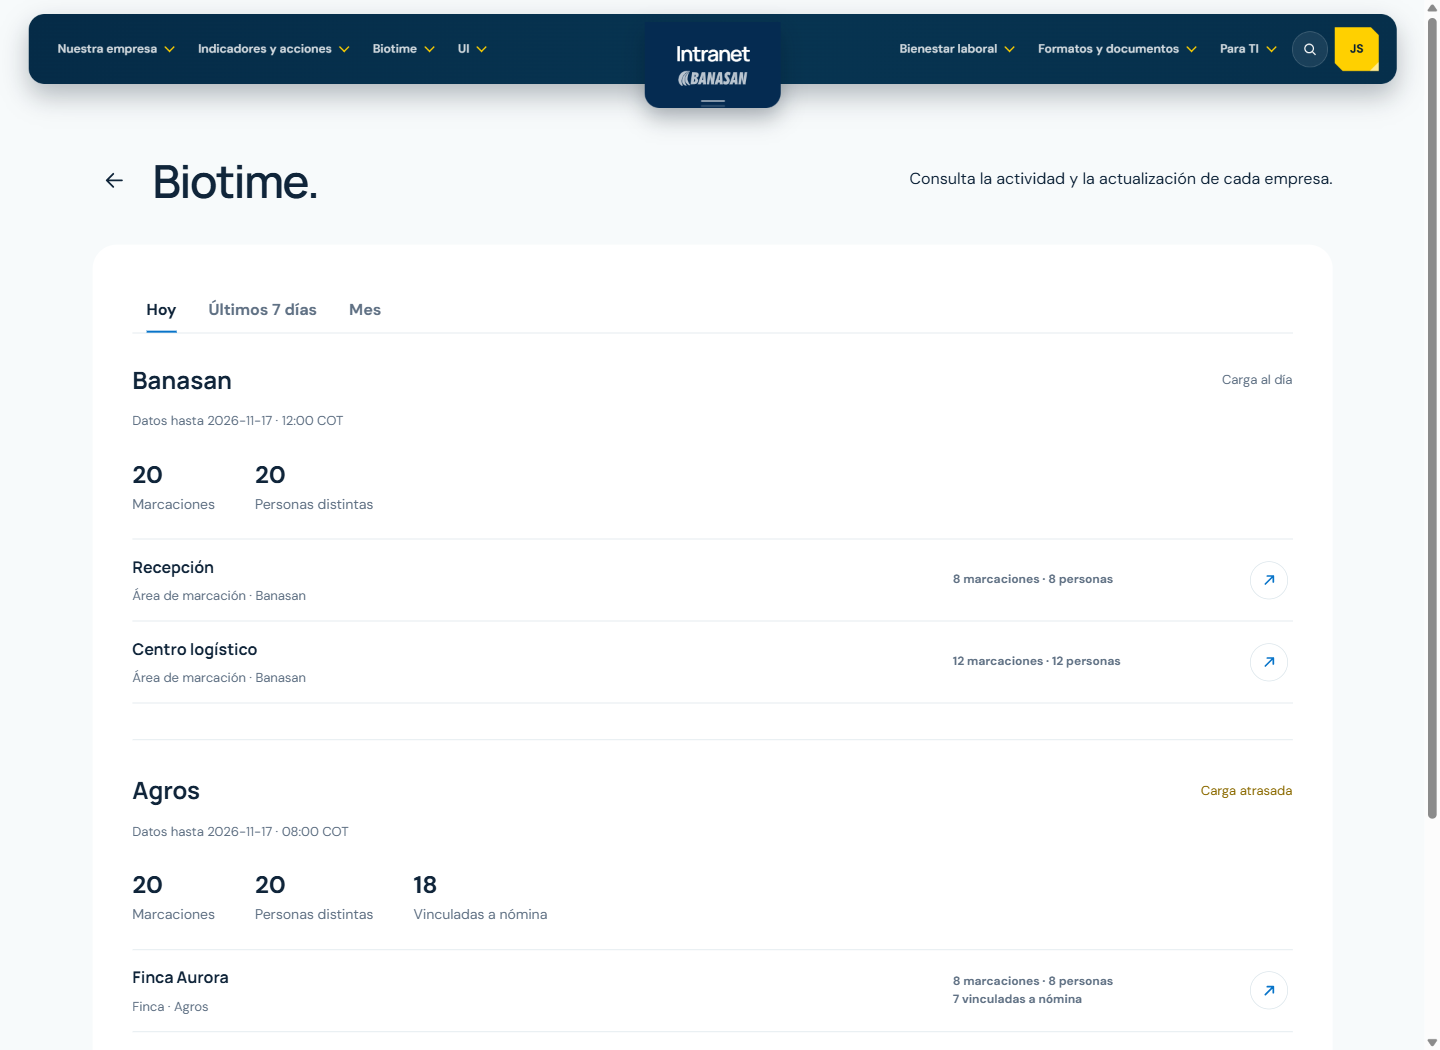 Nuestra empresa Indicadores y acciones Biotime UI Intranet Bienestar laboral Formatos y documentos Para TI JS
BANASAN
Biotime. Consulta la actividad y la actualización de cada empresa.
Hoy Últimos 7 días Mes
Banasan Carga al día
Datos hasta 2026-11-17 · 12:00 COT
20 20
Marcaciones Personas distintas
Recepción
8 marcaciones · 8 personas
Área de marcación · Banasan
Centro logístico
12 marcaciones · 12 personas
Área de marcación · Banasan
Agros Carga atrasada
Datos hasta 2026-11-17 · 08:00 COT
20 20 18
Marcaciones Personas distintas Vinculadas a nómina
Finca Aurora 8 marcaciones · 8 personas
7 vinculadas a nómina
Finca · Agros